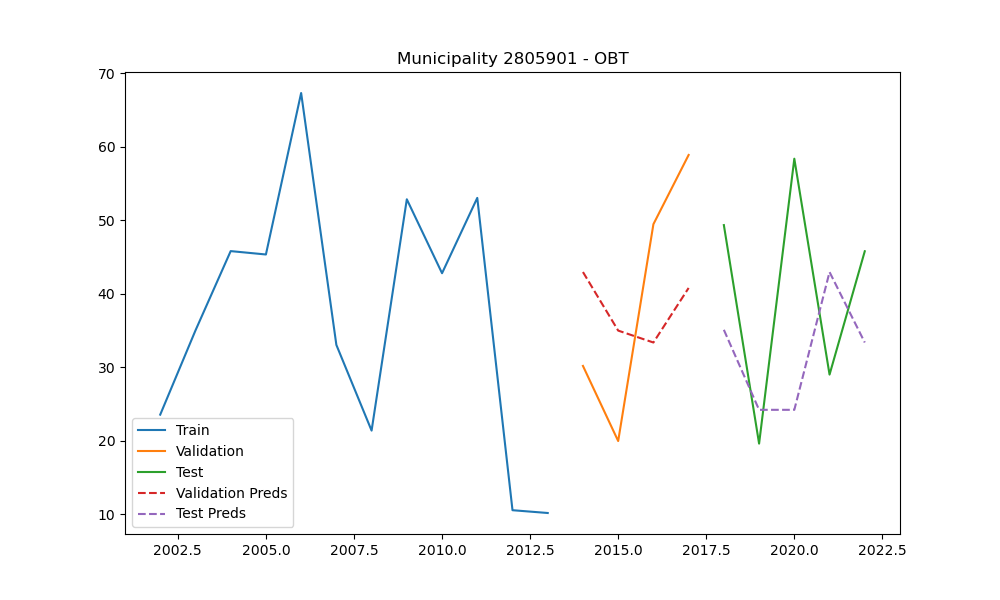 Municipality 2805901 - OBT
70
60
50
40
30
20
10
Train
Validation
Test
Validation Preds
Test Preds
2002.5 2005.0 2007.5 2010.0 2012.5 2015.0 2017.5 2020.0 2022.5